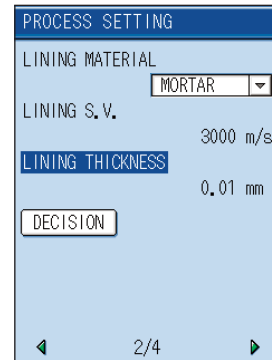 PROCESS SETTING
LINING MATERIAL
MORTAR
LINING S.V.
3000 m/s
LINING THICKNESS
0.01 mm
DECISION
2/4